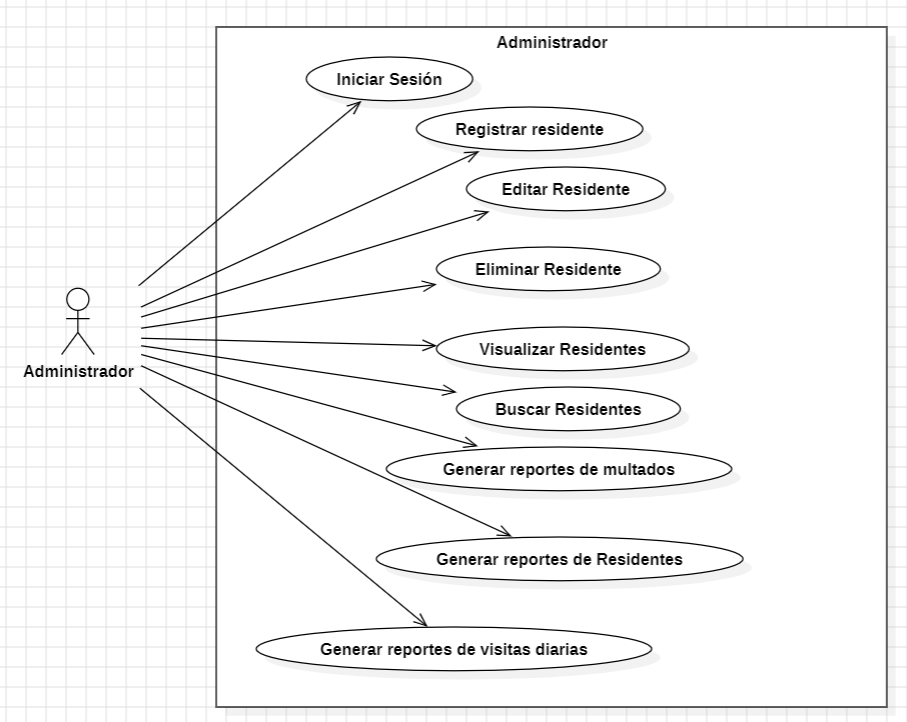 Administrador
Iniciar Sesión
Registrar residente
Editar Residente
Eliminar Residente
Visualizar Residentes
Administrador
Buscar Residentes
Generar reportes de multados
Generar reportes de Residentes
Generar reportes de visitas diarias